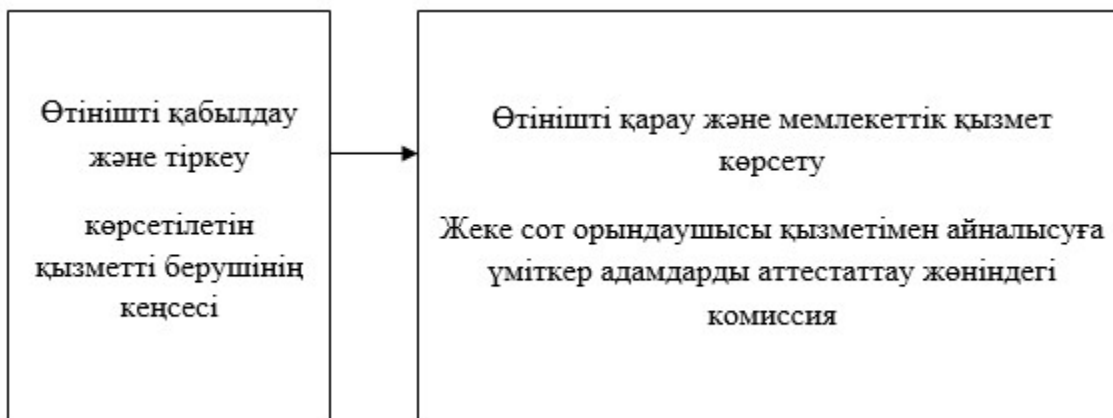 Өтінішті қабылдау
және тіркеу
көрсетілетін
қызметті берушінің
кеңсесі
Өтінішті қарау және мемлекеттік қызмет
көрсету
Жеке сот орындаушысы қызметімен айналысуға
үміткер адамдарды аттестаттау жөніндегі
комиссия